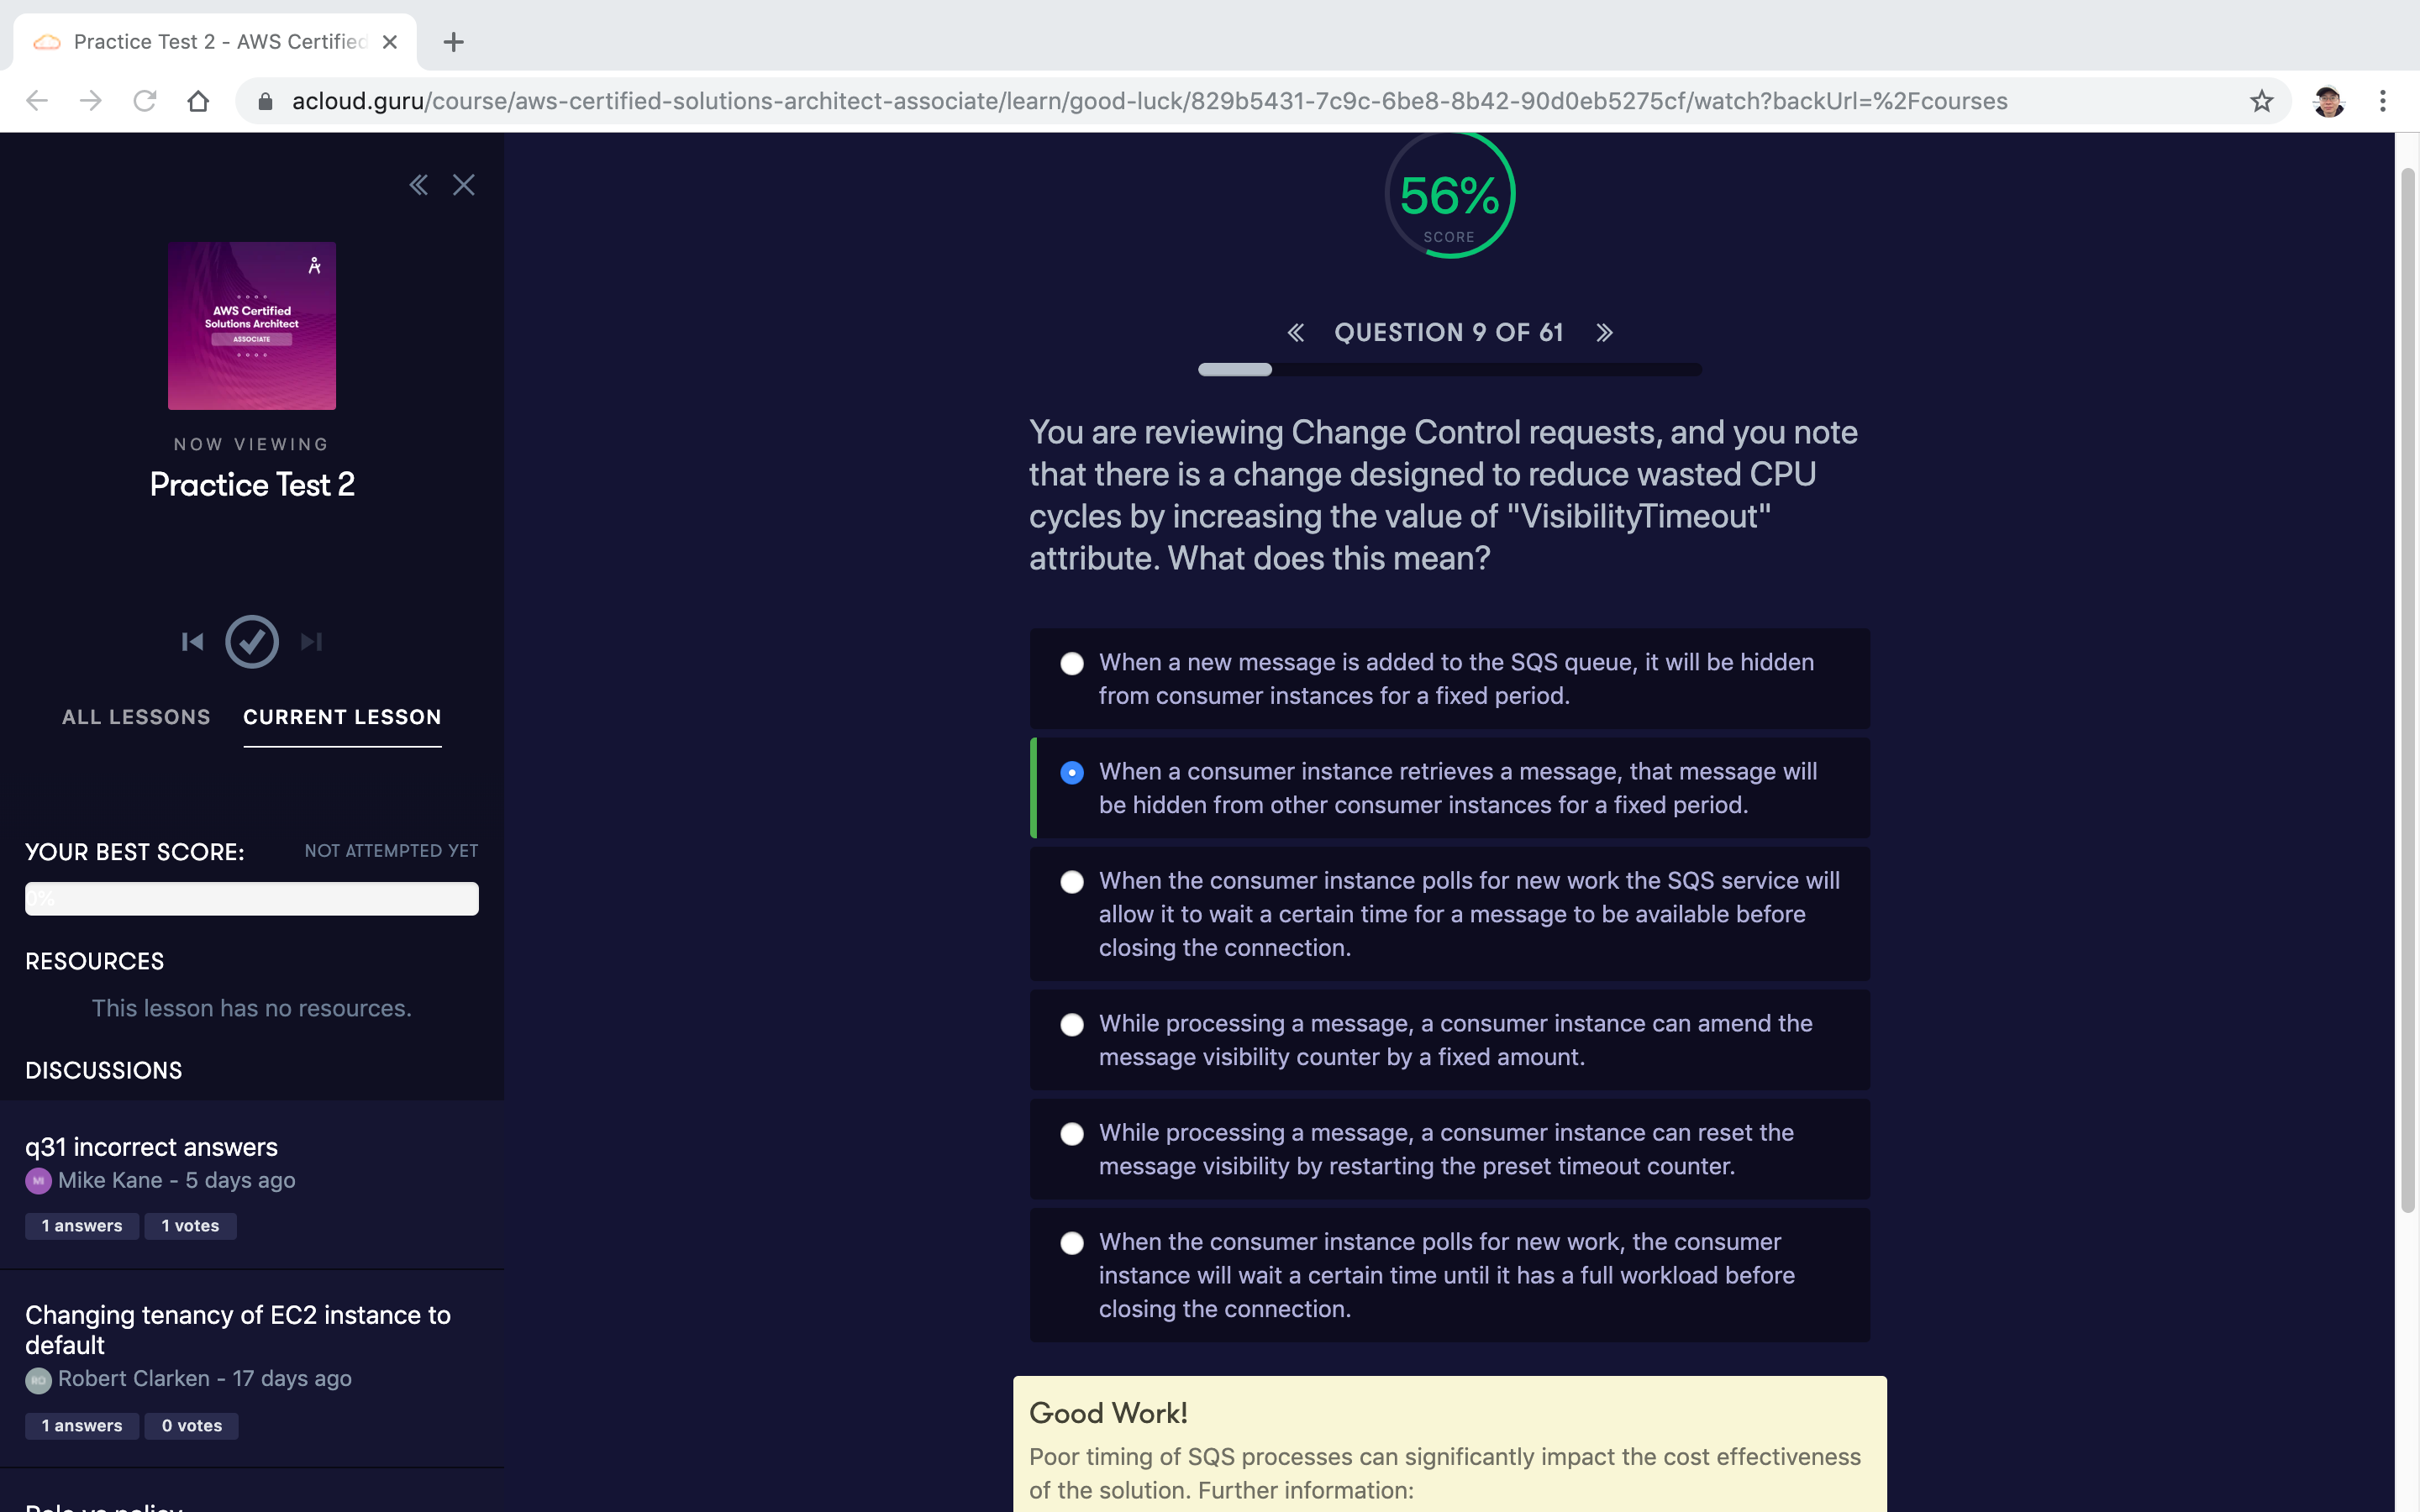 Practice Test 2 - AWS Certified
acloud.guru/course/aws-certified-solutions-architect-associate/learn/good-luck/829b5431-7c9c-6be8-8b42-90d0eb5275cf/watch?backUrl=%2Fcourses
AWS Certified
Solutions Architect
ASSOCIATE
NOW VIEWING
Practice Test 2
ALL LESSONS
CURRENT LESSON
YOUR BEST SCORE:
NOT ATTEMPTED YET
0%
RESOURCES
This lesson has no resources.
DISCUSSIONS
q31 incorrect answers
MI
Mike Kane - 5 days ago
1 answers
1 votes
Changing tenancy of EC2 instance to
default
RO
Robert Clarken - 17 days ago
1 answers
0 votes
56%
SCORE
QUESTION 9 OF 61
You are reviewing Change Control requests, and you note
that there is a change designed to reduce wasted CPU
cycles by increasing the value of "VisibilityTimeout"
attribute. What does this mean?
When a new message is added to the SQS queue, it will be hidden
from consumer instances for a fixed period.
When a consumer instance retrieves a message, that message will
be hidden from other consumer instances for a fixed period.
When the consumer instance polls for new work the SQS service will
allow it to wait a certain time for a message to be available before
closing the connection.
While processing a message, a consumer instance can amend the
message visibility counter by a fixed amount.
While processing a message, a consumer instance can reset the
message visibility by restarting the preset timeout counter.
When the consumer instance polls for new work, the consumer
instance will wait a certain time until it has a full workload before
closing the connection.
Good Work!
Poor timing of SQS processes can significantly impact the cost effectiveness
of the solution. Further information: